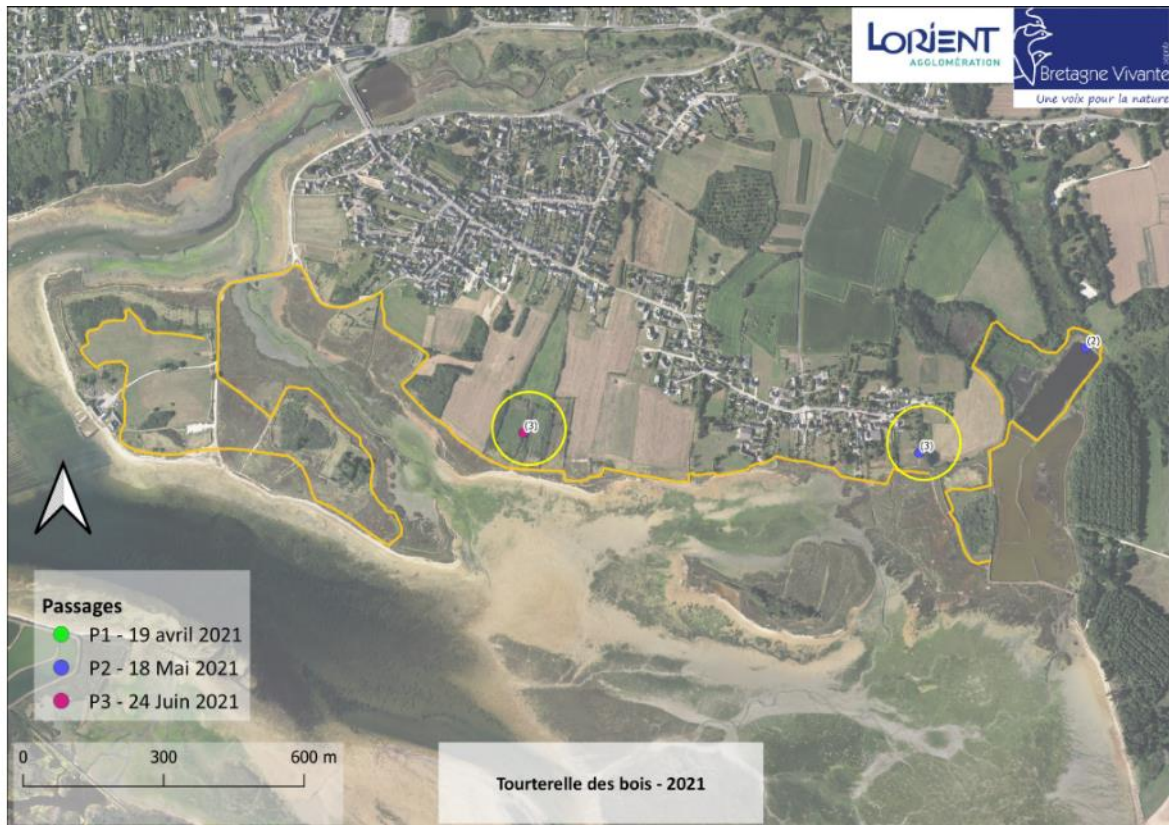 LORIENT
AGGLOMÉRATION
Bretagne Vivante
Une voix pour la nature
(2)
(3)
(3)
Passages
P1 - 19 avril 2021
P2 - 18 Mai 2021
P3 - 24 Juin 2021
0 300 600 m
Tourterelle des bois - 2021